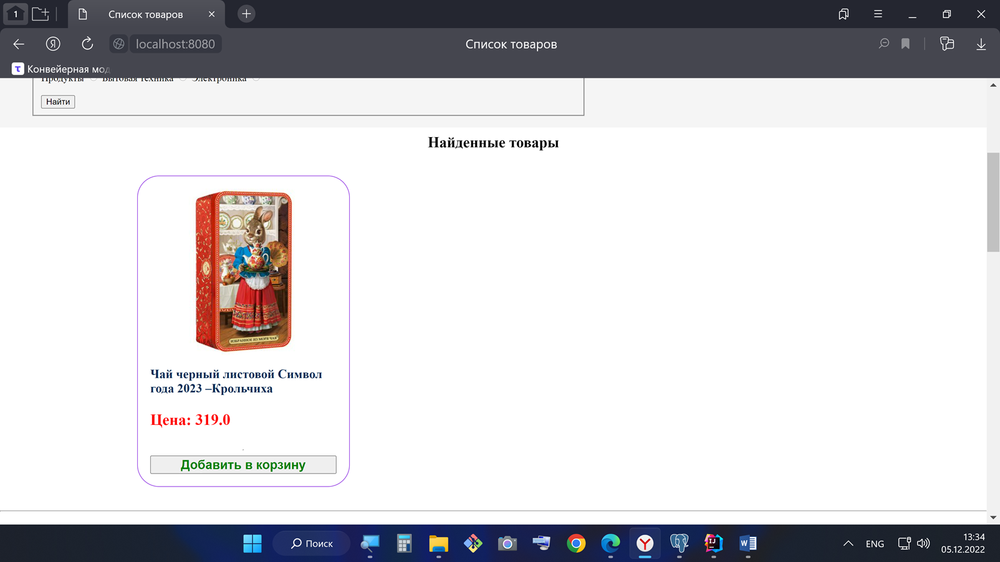 1
Список товаров
localhost:8080
Список товаров
Конвейерная мод
Продукты Бытовая техника Электроника
Найти
Найденные товары
ИЗБРАННОЕ ИЗ МОРЯ ЧАЯ
Чай черный листовой Символ
года 2023 –Крольчиха
Цена: 319.0
Добавить в корзину
Поиск
ENG
13:34
05.12.2022